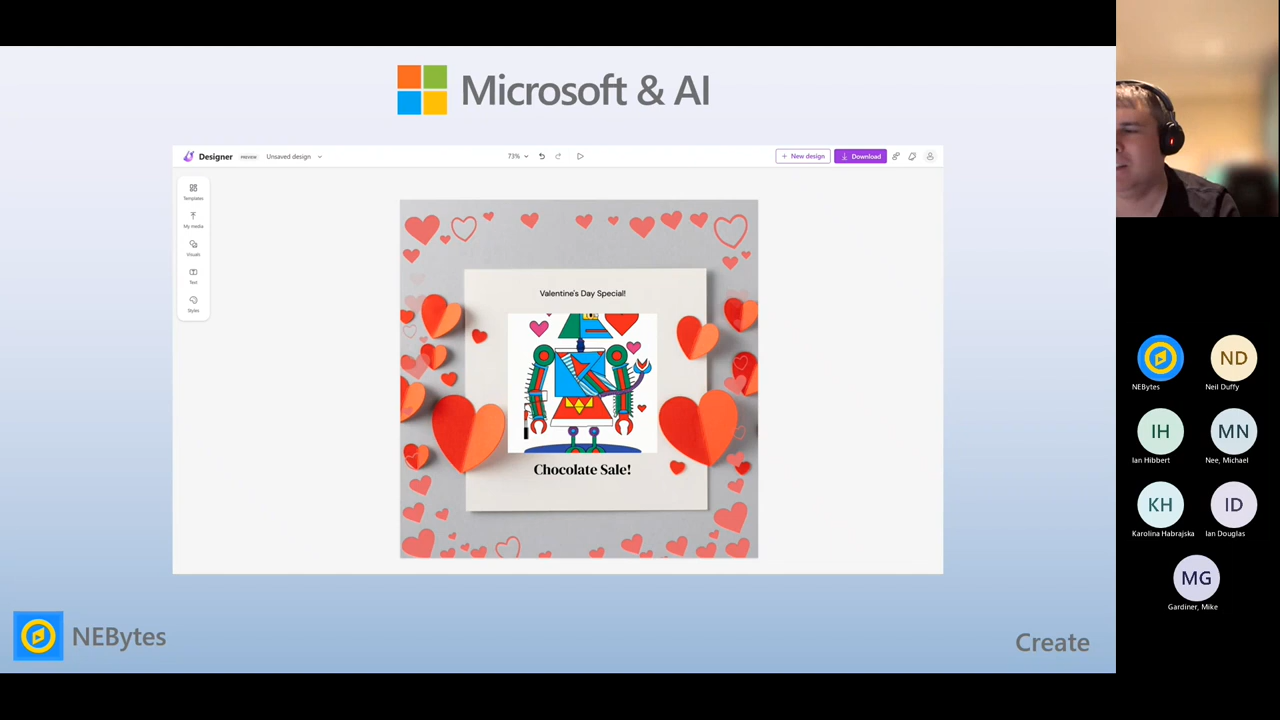 Microsoft & AI
Designer
PREVIEW
Unsaved design
73%
New design
Download
Templates
My media
Visuals
Text
Styles
Valentine's Day Special!
Chocolate Sale!
NEBytes
Create
NEBytes
ND
Neil Duffy
IH
Ian Hibbert
MN
Nee, Michael
KH
Karolina Habrajska
ID
Ian Douglas
MG
Gardiner, Mike